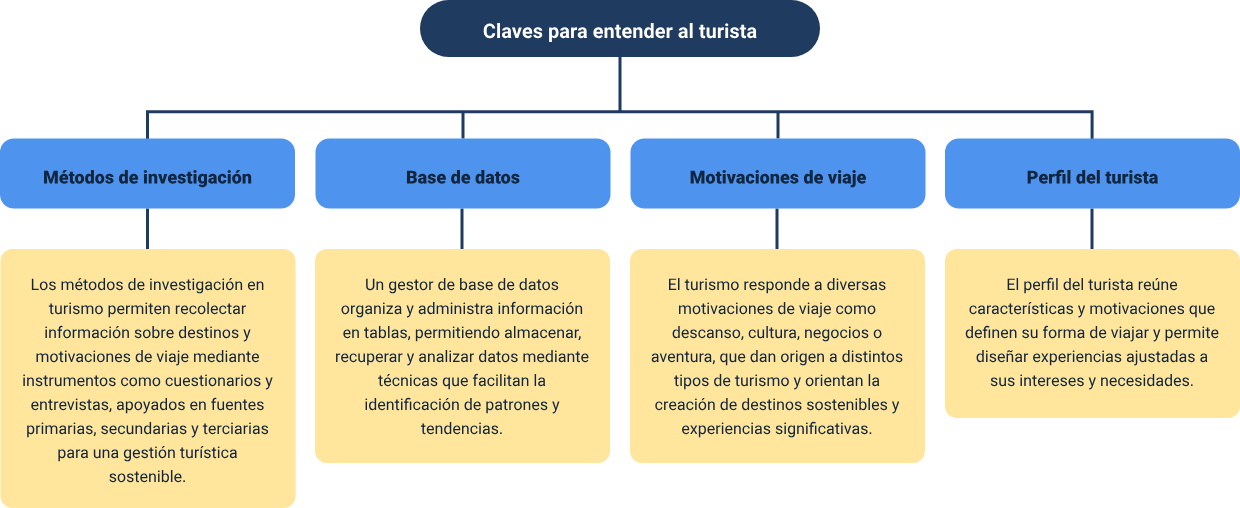 Claves para entender al turista
Métodos de investigación
Base de datos
Motivaciones de viaje
Perfil del turista
Los métodos de investigación en
turismo permiten recolectar
información sobre destinos y
motivaciones de viaje mediante
instrumentos como cuestionarios y
entrevistas, apoyados en fuentes
primarias, secundarias y terciarias
para una gestión turística
sostenible.
Un gestor de base de datos
organiza y administra información
en tablas, permitiendo almacenar,
recuperar y analizar datos mediante
técnicas que facilitan la
identificación de patrones y
tendencias.
El turismo responde a diversas
motivaciones de viaje como
descanso, cultura, negocios o
aventura, que dan origen a distintos
tipos de turismo y orientan la
creación de destinos sostenibles y
experiencias significativas.
El perfil del turista reúne
características y motivaciones que
definen su forma de viajar y permite
diseñar experiencias ajustadas a
sus intereses y necesidades.